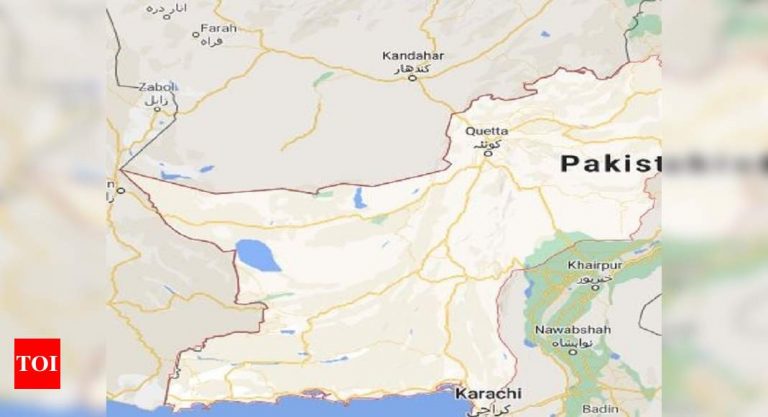 انار دره
Farah
فراه
Kandahar
کندهار
Zabol
زابل
Quetta
کوئٹہ
Pakist
Khairpur
خیرپور
Nawabshah
نوابشاہ
Karachi
کراچی
Badin
TOI